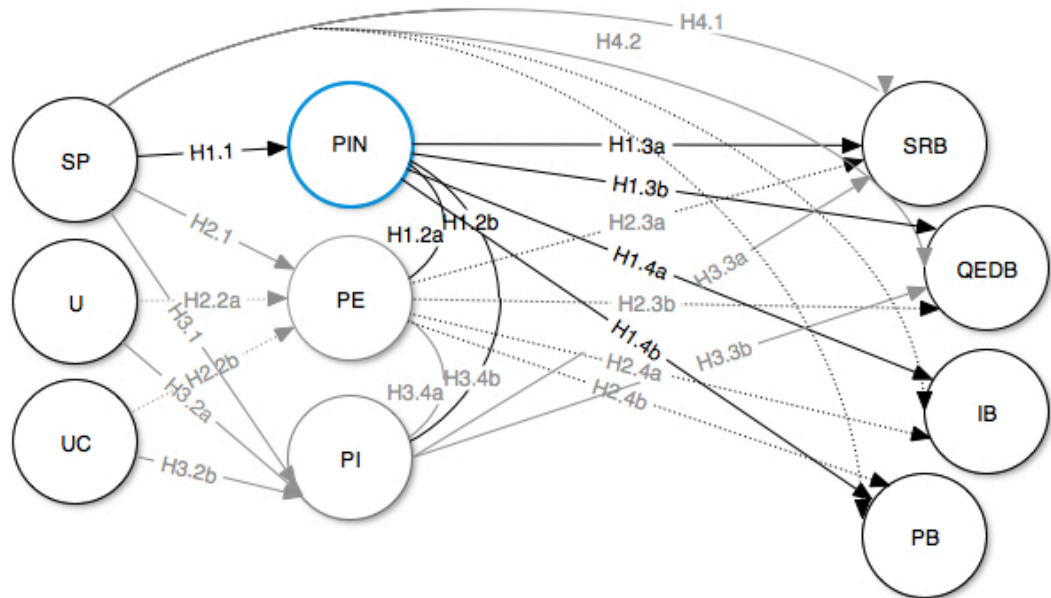 H4.1
H4.2
SP
H1.1
PIN
H1.3a
SRB
H1.3b
H2.1
H1.2a
H1.2b
H2.3a
H1.4a
H3.3a
QEDB
U
H2.2a
PE
H2.3b
H3.1
H1.4b
H3.3b
H2.2b
H2.4a
H3.4b
H3.4a
H2.4b
H3.2a
IB
UC
H3.2b
PI
PB